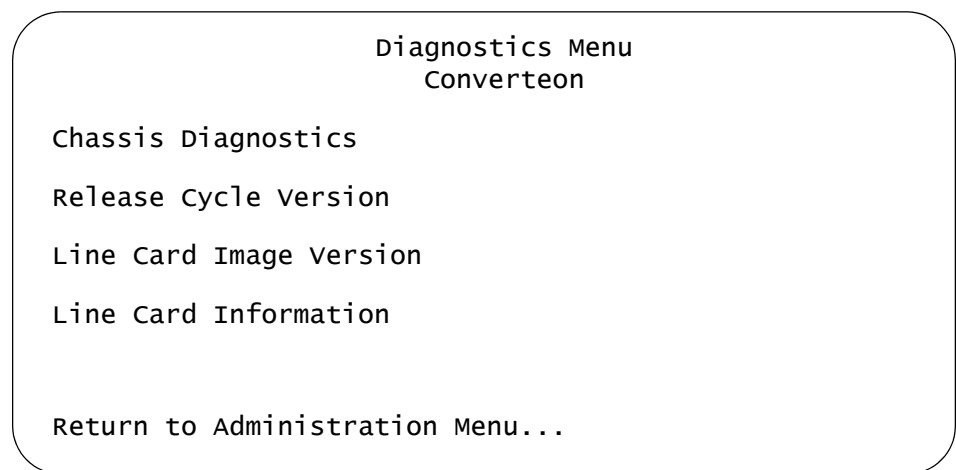 Diagnostics Menu
Converteon
Chassis Diagnostics
Release Cycle Version
Line Card Image Version
Line Card Information
Return to Administration Menu...